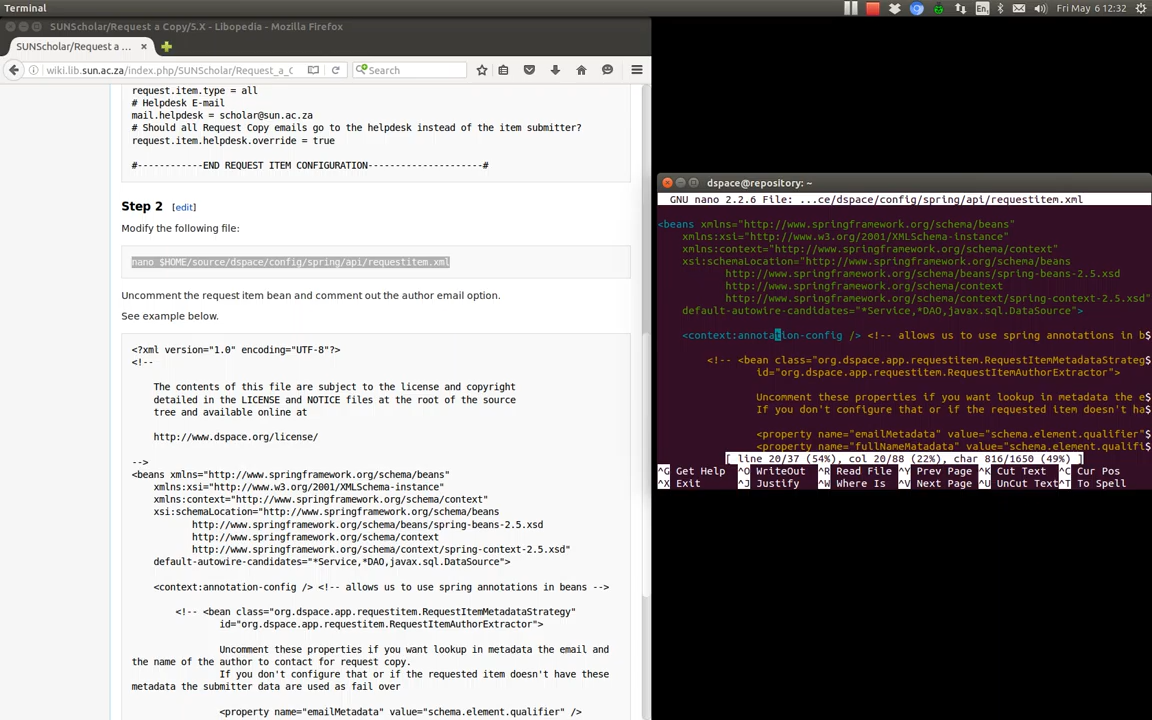 Terminal
En
Fri May 6 12:32
SUNScholar/Request a Copy/5.X - Libopedia - Mozilla Firefox
SUNScholar/Request a ... ×
wiki.lib.sun.ac.za/index.php/SUNScholar/Request_a_C
Search
request.item.type = all
# Helpdesk E-mail
mail.helpdesk = scholar@sun.ac.za
# Should all Request Copy emails go to the helpdesk instead of the item submitter?
request.item.helpdesk.override = true
#-----------END REQUEST ITEM CONFIGURATION---------------------#
Step 2 [edit]
Modify the following file:
nano $HOME/source/dspace/config/spring/api/requestitem.xml
Uncomment the request item bean and comment out the author email option.
See example below.
<?xml version="1.0" encoding="UTF-8"?>
<!--
The contents of this file are subject to the license and copyright
detailed in the LICENSE and NOTICE files at the root of the source
tree and available online at
http://www.dspace.org/license/
-->
<beans xmlns="http://www.springframework.org/schema/beans"
xmlns:xsi="http://www.w3.org/2001/XMLSchema-instance"
xmlns:context="http://www.springframework.org/schema/context"
xsi:schemaLocation="http://www.springframework.org/schema/beans
http://www.springframework.org/schema/beans/spring-beans-2.5.xsd
http://www.springframework.org/schema/context
http://www.springframework.org/schema/context/spring-context-2.5.xsd"
default-autowire-candidates="*Service,*DAO,javax.sql.DataSource">
<context:annotation-config /> <!-- allows us to use spring annotations in beans -->
<!-- <bean class="org.dspace.app.requestitem.RequestItemMetadataStrategy"
id="org.dspace.app.requestitem.RequestItemAuthorExtractor">
Uncomment these properties if you want lookup in metadata the email and
the name of the author to contact for request copy.
If you don't configure that or if the requested item doesn't have these
metadata the submitter data are used as fail over
<property name="emailMetadata" value="schema.element.qualifier" />
dspace@repository: ~
GNU nano 2.2.6 File: ...ce/dspace/config/spring/api/requestitem.xml
<beans xmlns="http://www.springframework.org/schema/beans"
xmlns:xsi="http://www.w3.org/2001/XMLSchema-instance"
xmlns:context="http://www.springframework.org/schema/context"
xsi:schemaLocation="http://www.springframework.org/schema/beans
http://www.springframework.org/schema/beans/spring-beans-2.5.xsd
http://www.springframework.org/schema/context
http://www.springframework.org/schema/context/spring-context-2.5.xsd"
default-autowire-candidates="*Service,*DAO,javax.sql.DataSource">
<context:annotation-config /> <!-- allows us to use spring annotations in b$
<!-- <bean class="org.dspace.app.requestitem.RequestItemMetadataStrateg$
id="org.dspace.app.requestitem.RequestItemAuthorExtractor">
Uncomment these properties if you want lookup in metadata the e$
If you don't configure that or if the requested item doesn't ha$
<property name="emailMetadata" value="schema.element.qualifier"$
<property name="fullNameMatadata" value="schema.element.qualifi$
[ line 20/37 (54%), col 20/88 (22%), char 816/1650 (49%) ]
^G Get Help ^O WriteOut ^R Read File ^Y Prev Page ^K Cut Text ^C Cur Pos
^X Exit ^J Justify ^W Where Is ^V Next Page ^U UnCut Text ^T To Spell